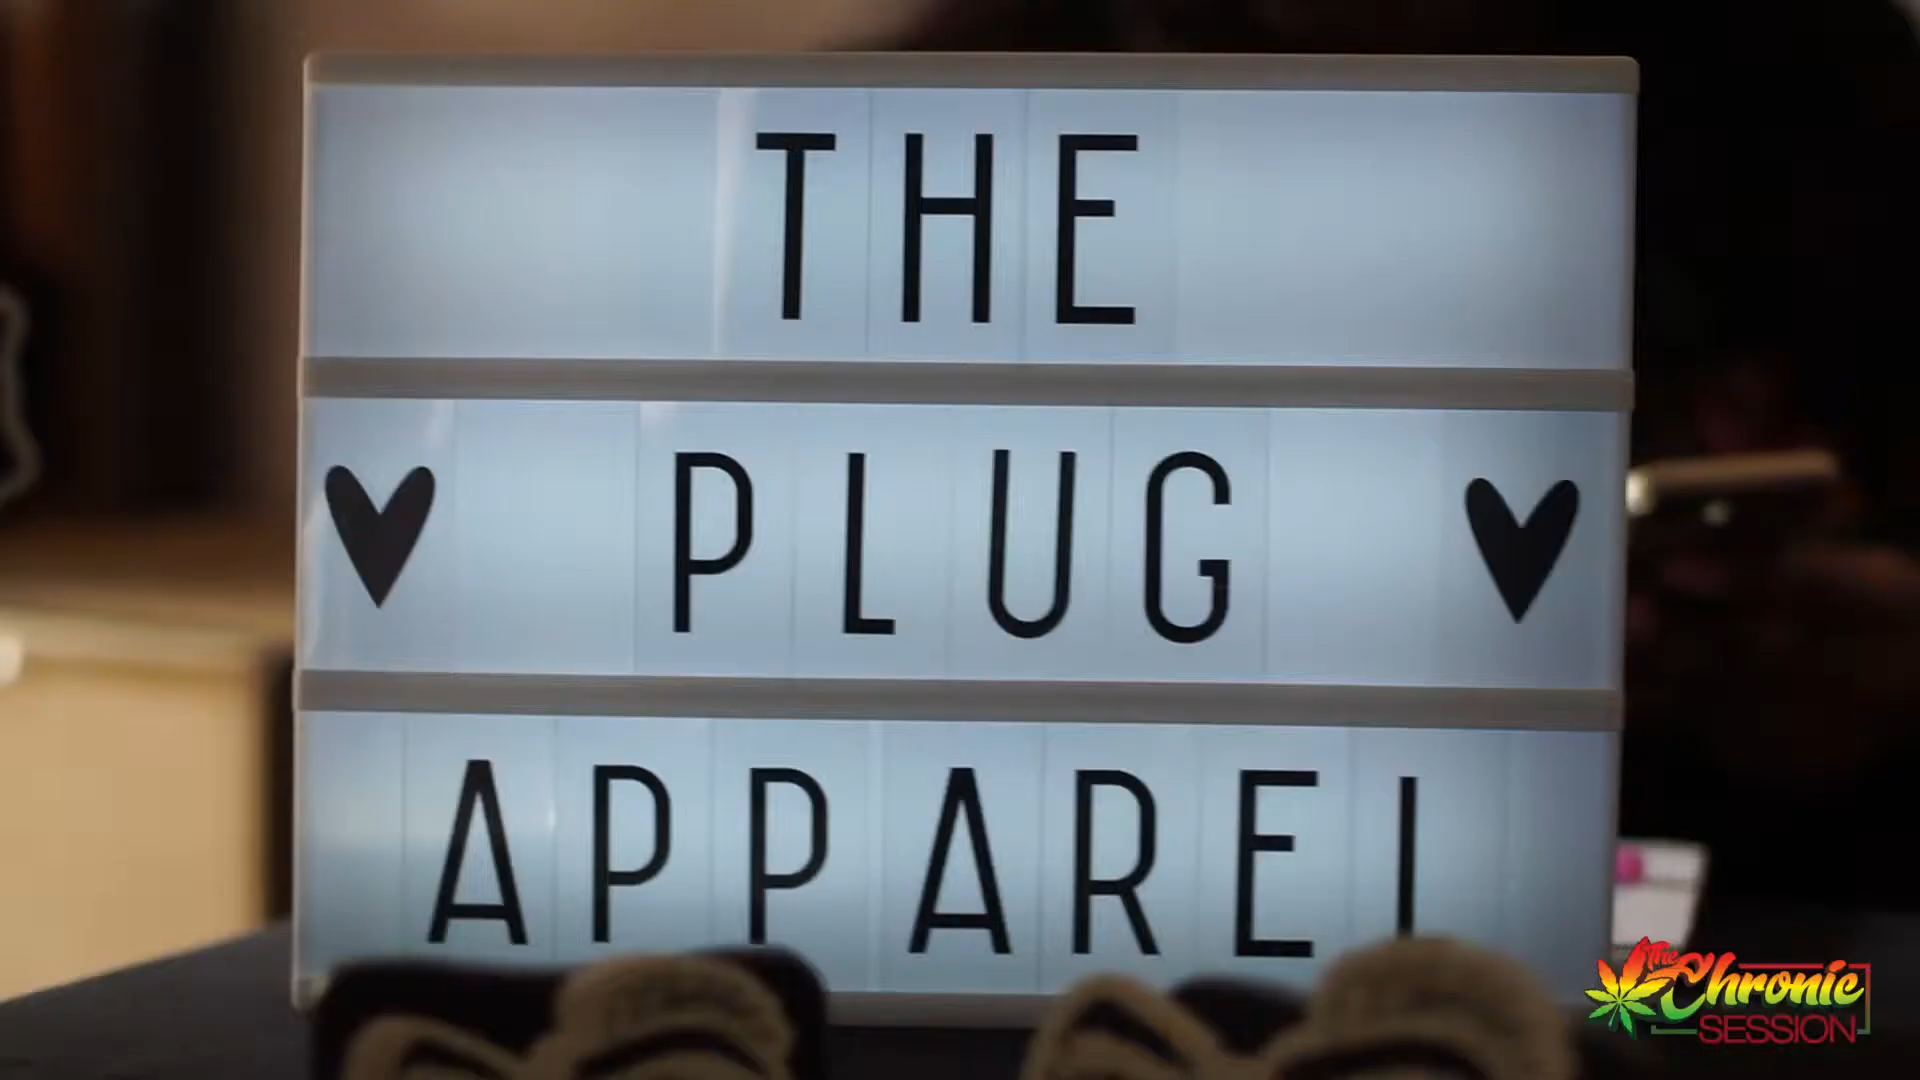 THE
♥ PLUG ♥
APPAREL
The Chronic
SESSION